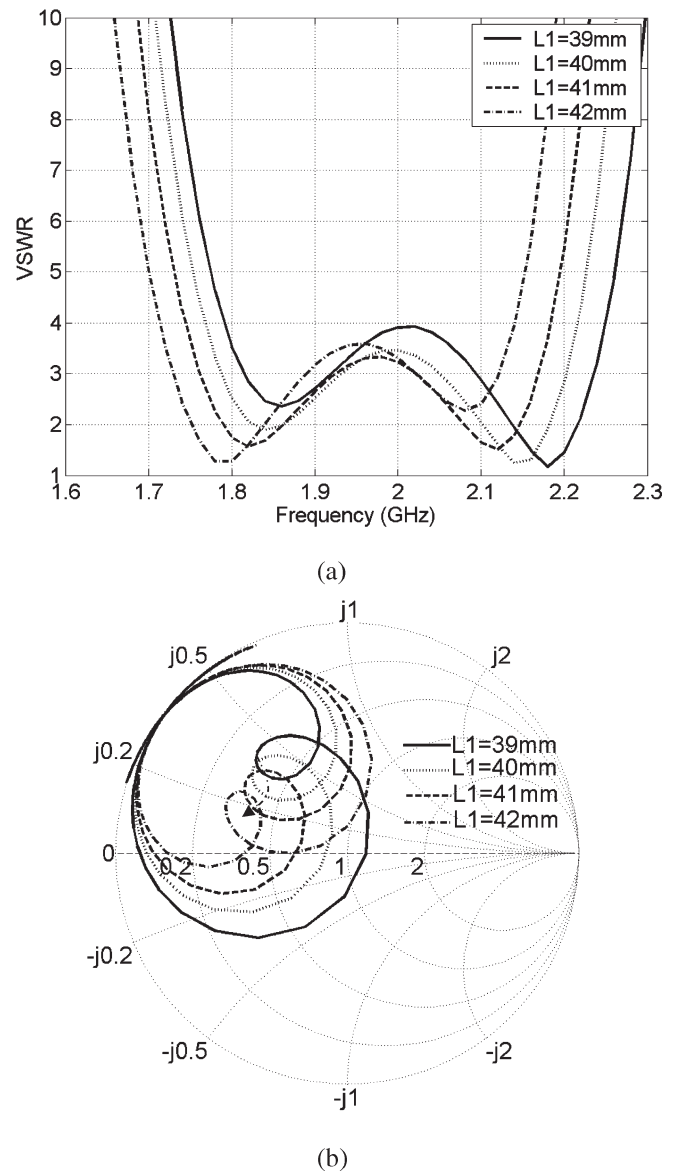 10
9
8
7
6
5
4
3
2
1
VSWR
L1=39mm
L1=40mm
L1=41mm
L1=42mm
1.6 1.7 1.8 1.9 2 2.1 2.2 2.3
Frequency (GHz)
(a)
j1
j0.5 j2
j0.2
L1=39mm
L1=40mm
L1=41mm
L1=42mm
0 0.2 0.5 1 2
-j0.2
-j0.5 -j2
-j1
(b)